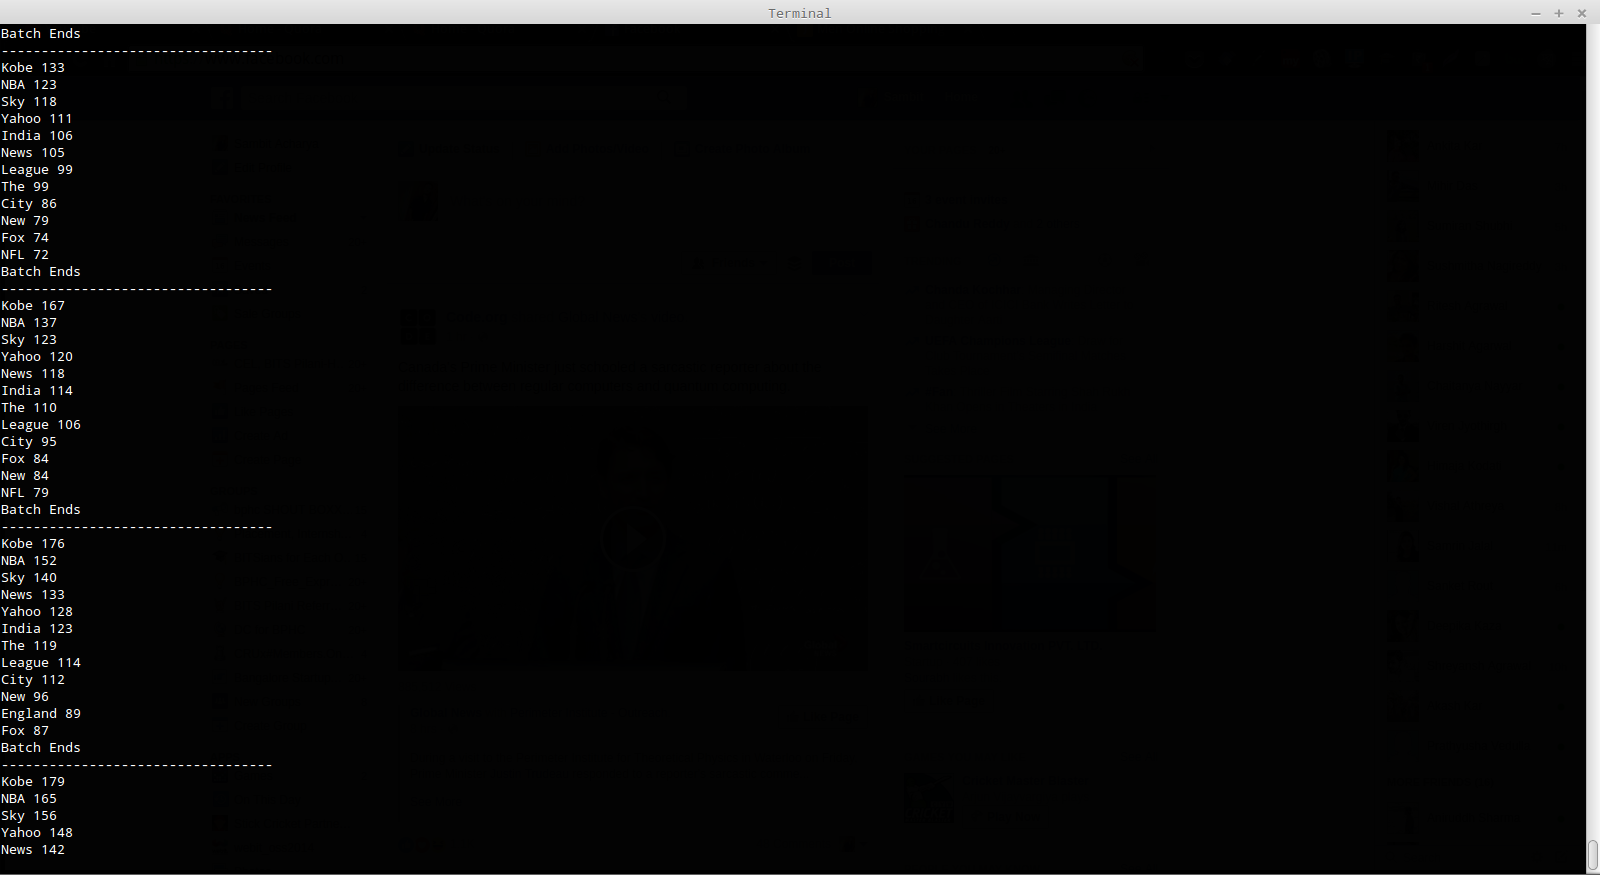 Terminal
Batch Ends
----------------------------------
Kobe 133
NBA 123
Sky 118
Yahoo 111
India 106
News 105
League 99
The 99
City 86
New 79
Fox 74
NFL 72
Batch Ends
----------------------------------
Kobe 167
NBA 137
Sky 123
Yahoo 120
News 118
India 114
The 110
League 106
City 95
Fox 84
New 84
NFL 79
Batch Ends
----------------------------------
Kobe 176
NBA 152
Sky 140
News 133
Yahoo 128
India 123
The 119
League 114
City 112
New 96
England 89
Fox 87
Batch Ends
----------------------------------
Kobe 179
NBA 165
Sky 156
Yahoo 148
News 142